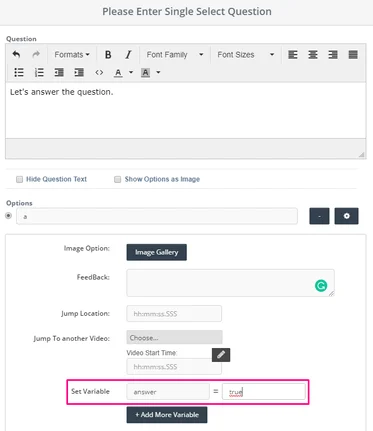 Please Enter Single Select Question
Question
Formats B I Font Family Font Sizes
A A
Let's answer the question.
Hide Question Text Show Options as Image
Options
a -
Image Option: Image Gallery
FeedBack:
Jump Location: hh:mm:ss.SSS
Jump To another Video: Choose...
Video Start Time:
hh:mm:ss.SSS
Set Variable answer = true
+ Add More Variable